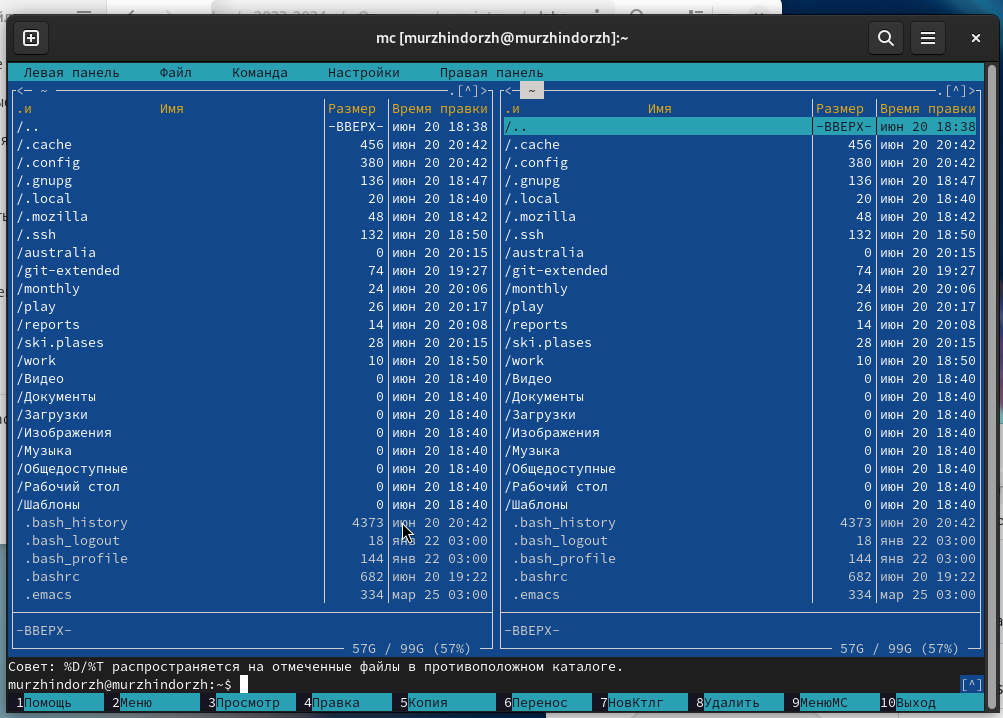 mc [murzhindorzh@murzhindorzh]:~
Левая панель Файл Команда Настройки Правая панель
<─ ~ .[^]> <─ ~ .[^]>
.и Имя Размер Время правки .и Имя Размер Время правки
/.. -ВВЕРХ- июн 20 18:38 /.. -ВВЕРХ- июн 20 18:38
/.cache 456 июн 20 20:42 /.cache 456 июн 20 20:42
/.config 380 июн 20 20:42 /.config 380 июн 20 20:42
/.gnupg 136 июн 20 18:47 /.gnupg 136 июн 20 18:47
/.local 20 июн 20 18:40 /.local 20 июн 20 18:40
/.mozilla 48 июн 20 18:42 /.mozilla 48 июн 20 18:42
/.ssh 132 июн 20 18:50 /.ssh 132 июн 20 18:50
/australia 0 июн 20 20:15 /australia 0 июн 20 20:15
/git-extended 74 июн 20 19:27 /git-extended 74 июн 20 19:27
/monthly 24 июн 20 20:06 /monthly 24 июн 20 20:06
/play 26 июн 20 20:17 /play 26 июн 20 20:17
/reports 14 июн 20 20:08 /reports 14 июн 20 20:08
/ski.plases 28 июн 20 20:15 /ski.plases 28 июн 20 20:15
/work 10 июн 20 18:50 /work 10 июн 20 18:50
/Видео 0 июн 20 18:40 /Видео 0 июн 20 18:40
/Документы 0 июн 20 18:40 /Документы 0 июн 20 18:40
/Загрузки 0 июн 20 18:40 /Загрузки 0 июн 20 18:40
/Изображения 0 июн 20 18:40 /Изображения 0 июн 20 18:40
/Музыка 0 июн 20 18:40 /Музыка 0 июн 20 18:40
/Общедоступные 0 июн 20 18:40 /Общедоступные 0 июн 20 18:40
/Рабочий стол 0 июн 20 18:40 /Рабочий стол 0 июн 20 18:40
/Шаблоны 0 июн 20 18:40 /Шаблоны 0 июн 20 18:40
.bash_history 4373 июн 20 20:42 .bash_history 4373 июн 20 20:42
.bash_logout 18 янв 22 03:00 .bash_logout 18 янв 22 03:00
.bash_profile 144 янв 22 03:00 .bash_profile 144 янв 22 03:00
.bashrc 682 июн 20 19:22 .bashrc 682 июн 20 19:22
.emacs 334 мар 25 03:00 .emacs 334 мар 25 03:00
-ВВЕРХ- -ВВЕРХ-
57G / 99G (57%) 57G / 99G (57%)
Совет: %D/%T распространяется на отмеченные файлы в противоположном каталоге.
murzhindorzh@murzhindorzh:~$ [^]
1Помощь 2Меню 3Просмотр 4Правка 5Копия 6Перенос 7НовКтлг 8Удалить 9МенюMC 10Выход